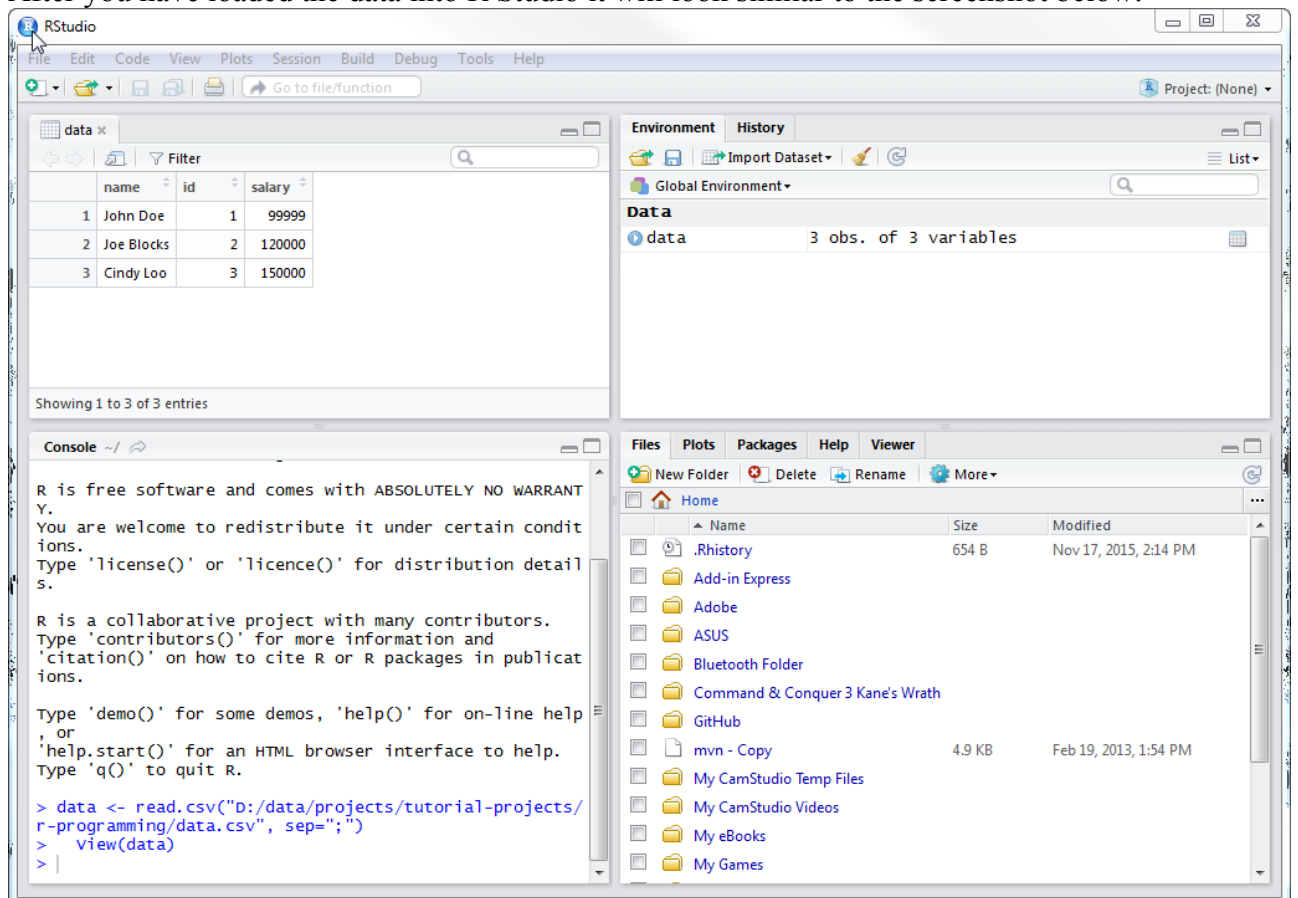 After you have loaded the data into R Studio it will look similar to the screenshot below.
RStudio
File Edit Code View Plots Session Build Debug Tools Help
Go to file/function
Project: (None)
data
Filter
name id salary
1 John Doe 1 99999
2 Joe Blocks 2 120000
3 Cindy Loo 3 150000
Showing 1 to 3 of 3 entries
Environment History
Import Dataset
List
Global Environment
Data
data 3 obs. of 3 variables
Console ~/
R is free software and comes with ABSOLUTELY NO WARRANT
Y.
You are welcome to redistribute it under certain condit
ions.
Type 'license()' or 'licence()' for distribution detail
s.
R is a collaborative project with many contributors.
Type 'contributors()' for more information and
'citation()' on how to cite R or R packages in publicat
ions.
Type 'demo()' for some demos, 'help()' for on-line help
, or
'help.start()' for an HTML browser interface to help.
Type 'q()' to quit R.
> data <- read.csv("D:/data/projects/tutorial-projects/
r-programming/data.csv", sep=";")
> View(data)
>
Files Plots Packages Help Viewer
New Folder Delete Rename More
Home
Name Size Modified
.Rhistory 654 B Nov 17, 2015, 2:14 PM
Add-in Express
Adobe
ASUS
Bluetooth Folder
Command & Conquer 3 Kane's Wrath
GitHub
mvn - Copy 4.9 KB Feb 19, 2013, 1:54 PM
My CamStudio Temp Files
My CamStudio Videos
My eBooks
My Games